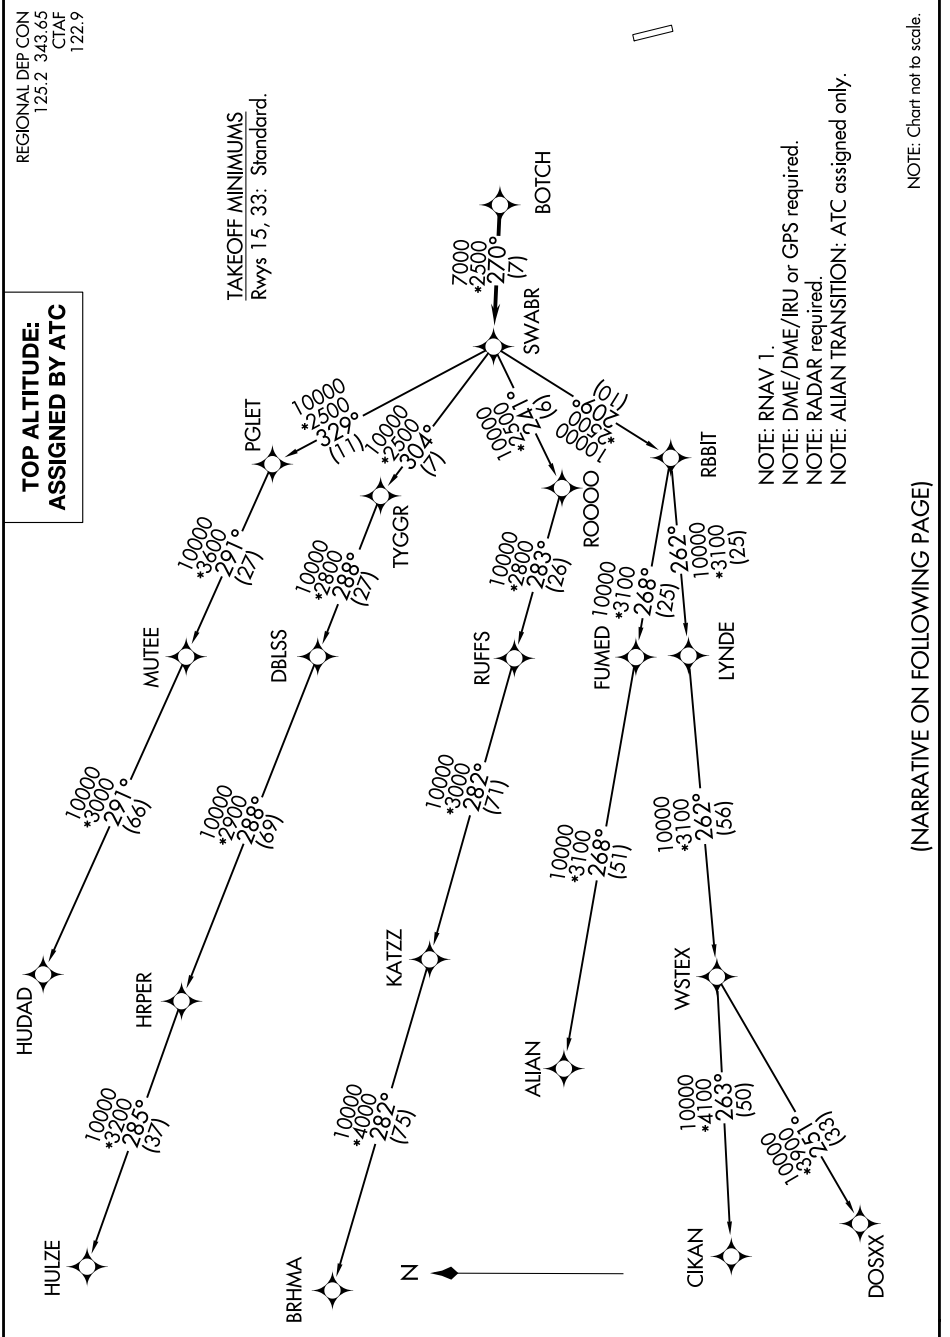 REGIONAL DEP CON
125.2 343.65
CTAF
122.9
TOP ALTITUDE:
ASSIGNED BY ATC
TAKEOFF MINIMUMS
Rwys 15, 33: Standard.
HUDAD
10000
*3000
291°
(66)
MUTEE
10000
*3600
291°
(27)
PGLET
10000
*2500
329°
(11)
HULZE
10000
*3200
285°
(37)
HRPER
10000
*2900
288°
(69)
DBLSS
10000
*2800
288°
(27)
TYGGR
10000
*2500
304°
(7)
BRHMA
10000
*4000
282°
(75)
KATZZ
10000
*3000
282°
(71)
RUFFS
10000
*2800
283°
(26)
ROOOO
10000
*2500
241°
(6)
SWABR
7000
*2500
270°
(7)
BOTCH
N
ALIAN
10000
*3100
268°
(51)
FUMED
10000
*3100
268°
(25)
RBBIT
10000
*2500
209°
(10)
CIKAN
10000
*4100
263°
(50)
WSTEX
10000
*3100
262°
(56)
LYNDE
262°
10000
*3100
(25)
DOSXX
10000
*3900
251°
(33)
NOTE: RNAV 1.
NOTE: DME/DME/IRU or GPS required.
NOTE: RADAR required.
NOTE: ALIAN TRANSITION: ATC assigned only.
(NARRATIVE ON FOLLOWING PAGE)
NOTE: Chart not to scale.